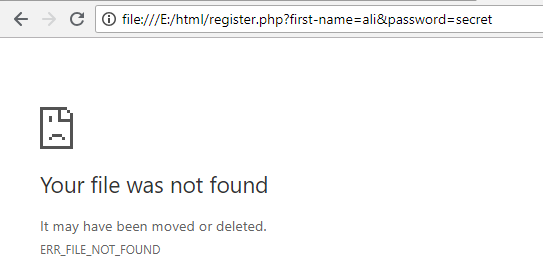 file:///E:/html/register.php?first-name=ali&password=secret
Your file was not found
It may have been moved or deleted.
ERR_FILE_NOT_FOUND